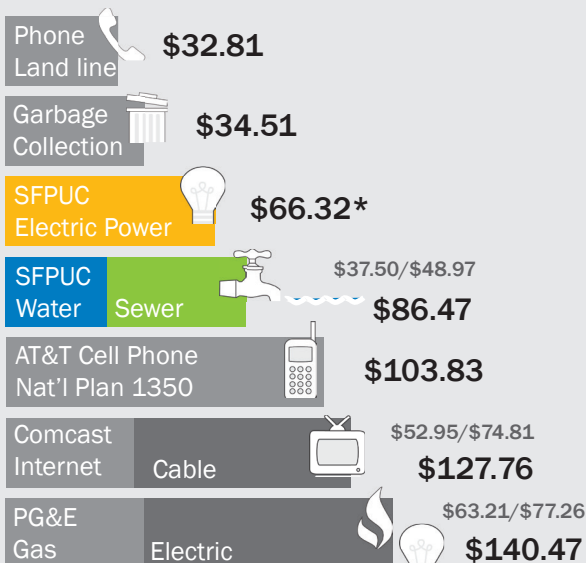 Phone
Land line
$32.81
Garbage
Collection
$34.51
SFPUC
Electric Power
$66.32*
SFPUC
Water Sewer
$37.50/$48.97
$86.47
AT&T Cell Phone
Nat’l Plan 1350
$103.83
Comcast
Internet Cable
$52.95/$74.81
$127.76
PG&E
Gas Electric
$63.21/$77.26
$140.47